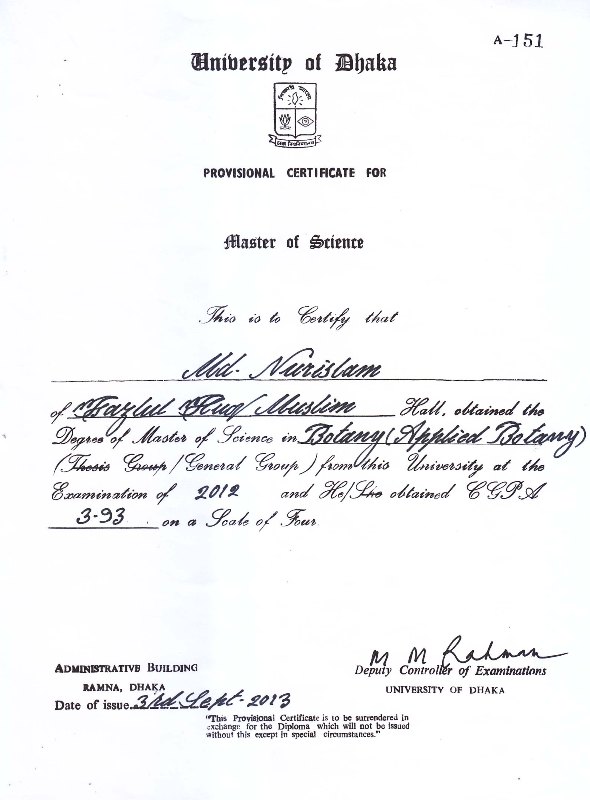 A-151
University of Dhaka
PROVISIONAL CERTIFICATE FOR
Master of Science
This is to Certify that
Md. Nurislam
of Fazlul Huq Muslim Hall, obtained the
Degree of Master of Science in Botany (Applied Botany)
(Thesis Group/General Group) from this University at the
Examination of 2012 and He/She obtained CGPA
3-93 on a Scale of Four
M M Rahman
ADMINISTRATIVE BUILDING
Deputy Controller of Examinations
RAMNA, DHAKA
UNIVERSITY OF DHAKA
Date of issue 3rd Sept-2013
"This Provisional Certificate is to be surrendered in
exchange for the Diploma which will not be issued
without this except in special circumstances."